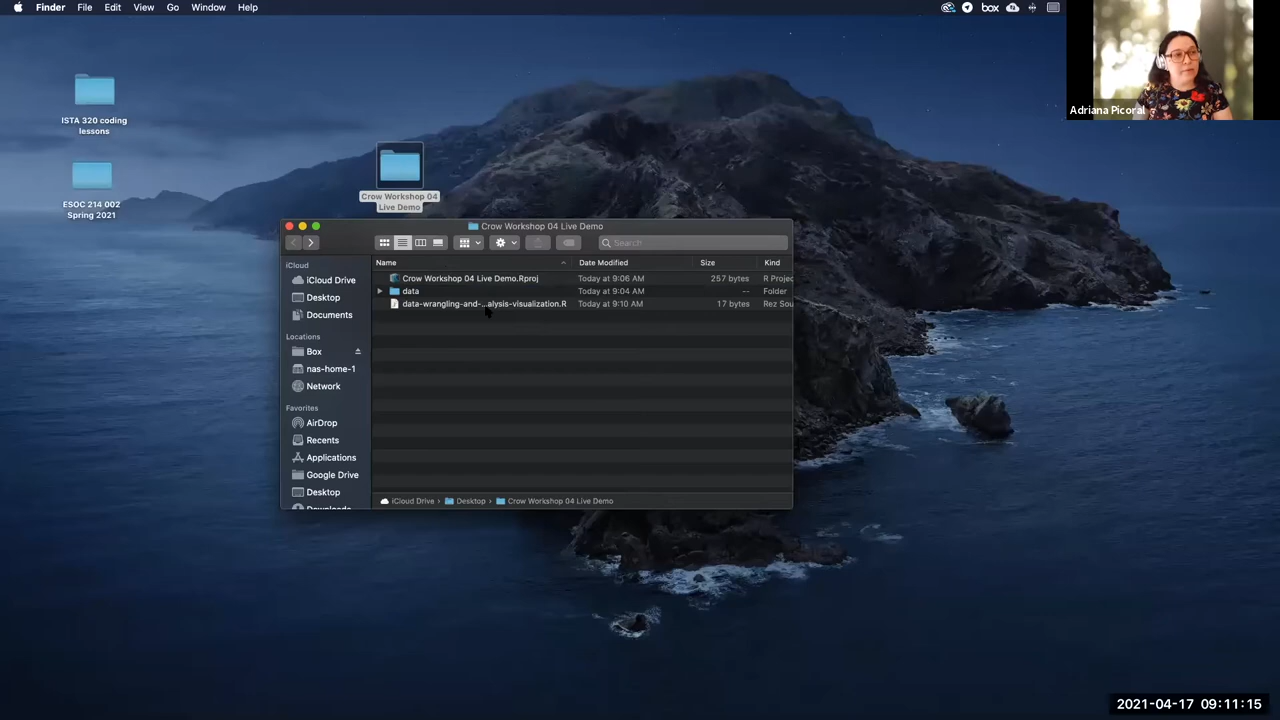 Finder File Edit View Go Window Help
box
Adriana Picoral
ISTA 320 coding
lessons
ESOC 214 002
Spring 2021
Crow Workshop 04
Live Demo
Crow Workshop 04 Live Demo
Search
iCloud
iCloud Drive
Desktop
Documents
Locations
Box
nas-home-1
Network
Favorites
AirDrop
Recents
Applications
Google Drive
Desktop
Downloads
Name Date Modified Size Kind
Crow Workshop 04 Live Demo.Rproj Today at 9:06 AM 257 bytes R Projec
data Today at 9:04 AM -- Folder
data-wrangling-and-...alysis-visualization.R Today at 9:10 AM 17 bytes Rez Sou
iCloud Drive › Desktop › Crow Workshop 04 Live Demo
2021-04-17 09:11:15